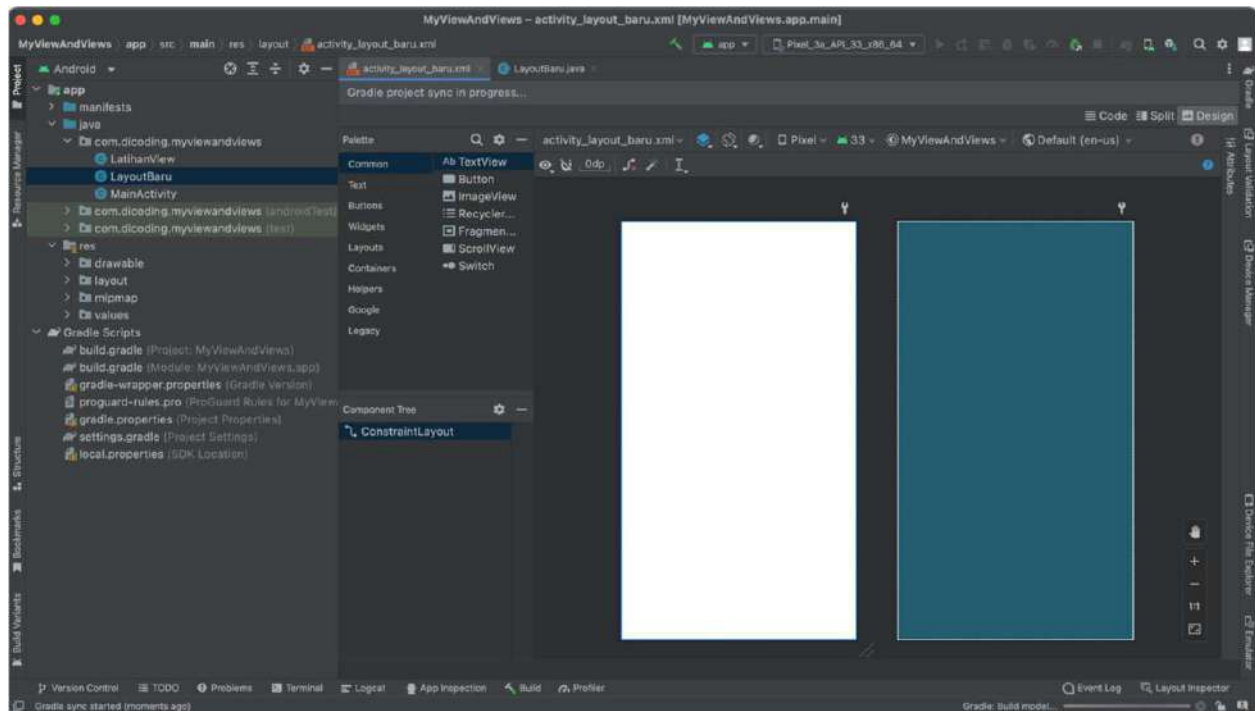 MyViewAndViews – activity_layout_baru.xml [MyViewAndViews.app.main]
MyViewAndViews app src main res layout activity_layout_baru.xml
app
Pixel_3a_API_33_x86_64
Android
activity_layout_baru.xml
LayoutBaru.java
Gradle project sync in progress...
Code Split Design
Project
Resource Manager
Structure
Bookmarks
Build Variants
app
manifests
java
com.dicoding.myviewandviews
LatihanView
LayoutBaru
MainActivity
com.dicoding.myviewandviews (androidTest)
com.dicoding.myviewandviews (test)
res
drawable
layout
mipmap
values
Gradle Scripts
build.gradle (Project: MyViewAndViews)
build.gradle (Module: MyViewAndViews.app)
gradle-wrapper.properties (Gradle Version)
proguard-rules.pro (ProGuard Rules for MyView
gradle.properties (Project Properties)
settings.gradle (Project Settings)
local.properties (SDK Location)
Palette
Common
Text
Buttons
Widgets
Layouts
Containers
Helpers
Google
Legacy
Ab TextView
Button
ImageView
Recycler...
Fragmen...
ScrollView
Switch
Component Tree
ConstraintLayout
activity_layout_baru.xml
Pixel
33
MyViewAndViews
Default (en-us)
0dp
1:1
Gradle
Layout Validation
Attributes
Device Manager
Device File Explorer
Emulator
Version Control
TODO
Problems
Terminal
Logcat
App Inspection
Build
Profiler
Event Log
Layout Inspector
Gradle sync started (moments ago)
Gradle: Build model...